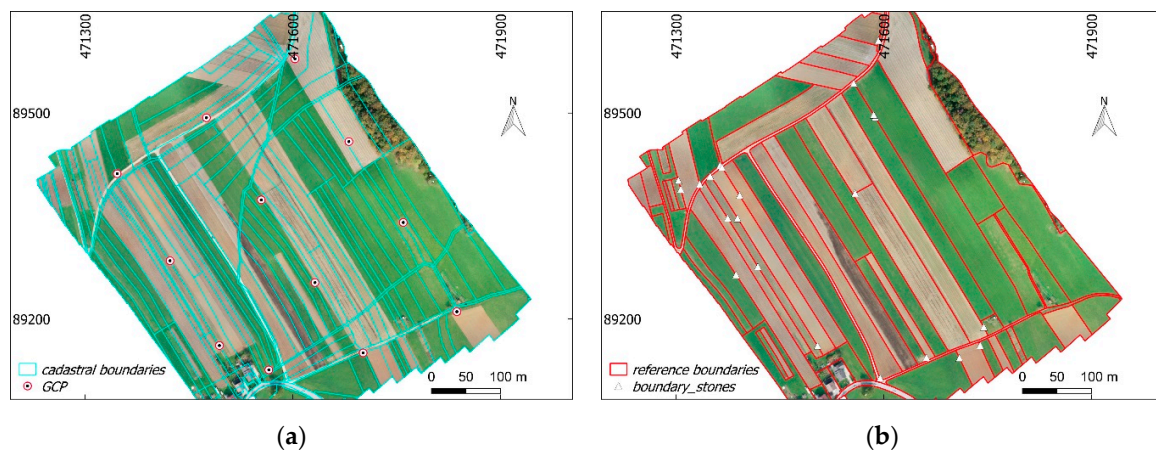 471300
471600
471900
89500
N
89200
cadastral boundaries
GCP
0 50 100 m
(a)
471300
471600
471900
89500
N
89200
reference boundaries
boundary_stones
0 50 100 m
(b)